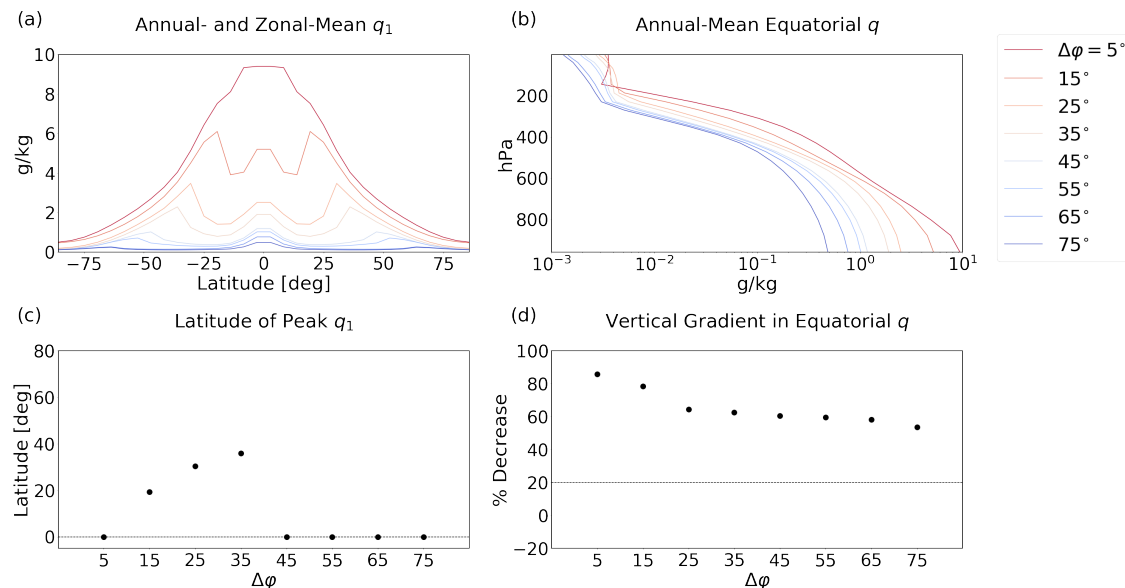 (a)
Annual- and Zonal-Mean q₁
10
8
6
4
2
0
g/kg
−75 −50 −25 0 25 50 75
Latitude [deg]
(b)
Annual-Mean Equatorial q
200
400
600
800
hPa
10⁻³ 10⁻² 10⁻¹ 10⁰ 10¹
g/kg
Δφ = 5°
15°
25°
35°
45°
55°
65°
75°
(c)
Latitude of Peak q₁
80
60
40
20
0
Latitude [deg]
5 15 25 35 45 55 65 75
Δφ
(d)
Vertical Gradient in Equatorial q
100
80
60
40
20
0
−20
% Decrease
5 15 25 35 45 55 65 75
Δφ